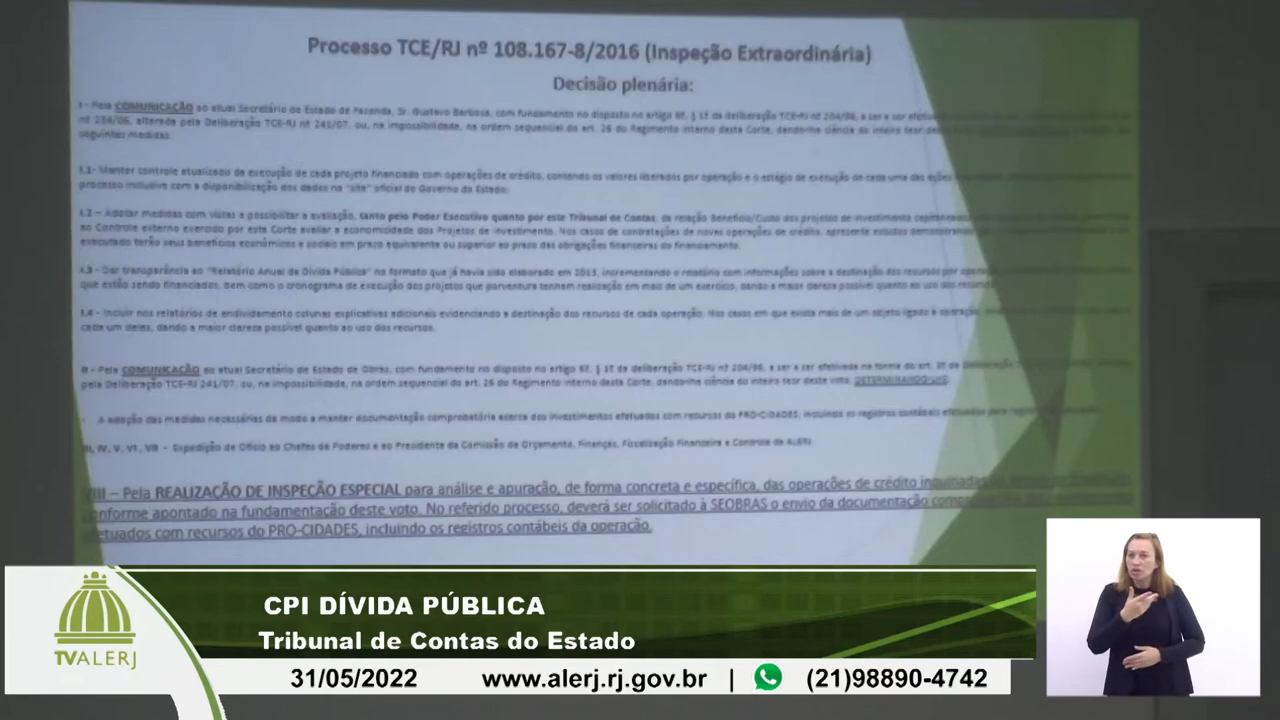 Processo TCE/RJ nº 108.167-8/2016 (Inspeção Extraordinária)
Decisão plenária:
I - Pela COMUNICAÇÃO ao atual Secretário de Estado de Fazenda, Sr. Gustavo Barbosa, com fundamento no disposto no artigo 6º, § 1º da deliberação TCE-RJ nº 204/96, a ser
nº 236/06, alterada pela Deliberação TCE-RJ nº 241/07, ou, na impossibilidade, na ordem sequencial do art. 26 do Regimento Interno desta Corte, dando-lhe ciência do inteiro teor
seguintes medidas:
I.1- Manter controle atualizado da execução de cada projeto financiado com operações de crédito, contendo os valores liberados por operação e o estágio de execução de cada uma das ações
processo inclusive com a disponibilização dos dados na "site" oficial do Governo do Estado;
I.2 – Adotar medidas com vistas a possibilitar a avaliação, tanto pelo Poder Executivo quanto por este Tribunal de Contas, da relação Benefício/Custo dos projetos de investimento
ao Controle externo exercido por esta Corte avaliar a economicidade dos Projetos de Investimento. Nos casos de contratações de novas operações de crédito, apresente estudos
executado terão seus benefícios econômicos e sociais em prazo equivalente ou superior ao prazo das obrigações financeiras do financiamento.
I.3 - Dar transparência ao "Relatório Anual da Dívida Pública" no formato que já havia sido elaborado em 2013, incrementando o relatório com informações sobre a destinação dos recursos por
que estão sendo financiados, bem como o cronograma de execução dos projetos que porventura tenham realização em mais de um exercício, dando a maior clareza possível quanto ao uso dos
I.4 - Incluir nos relatórios de endividamento colunas explicativas adicionais evidenciando a destinação dos recursos de cada operação. Nos casos em que exista mais de um objeto ligado a operação,
cada um deles, dando a maior clareza possível quanto ao uso dos recursos.
II - Pela COMUNICAÇÃO ao atual Secretário de Estado de Obras, com fundamento no disposto no artigo 6º, § 1º da deliberação TCE-RJ nº 204/96, a ser a ser efetivada na forma do art. 3º da
pela Deliberação TCE-RJ 241/07, ou, na impossibilidade, na ordem sequencial do art. 26 do Regimento Interno desta Corte, dando-lhe ciência do inteiro teor deste voto, DETERMINANDO-LHE:
- A adoção das medidas necessárias de modo a manter documentação comprobatória acerca dos investimentos efetuados com recursos do PRO-CIDADES, incluindo os registros contábeis efetuados para
III, IV, V, VI, VII - Expedição de Ofício ao Chefes de Poderes e ao Presidente da Comissão de Orçamento, Finanças, Fiscalização Financeira e Controle da ALERJ
VIII – Pela REALIZAÇÃO DE INSPEÇÃO ESPECIAL para análise e apuração, de forma concreta e específica, das operações de crédito
conforme apontado na fundamentação deste voto. No referido processo, deverá ser solicitado à SEOBRAS o envio da documentação
efetuados com recursos do PRO-CIDADES, incluindo os registros contábeis da operação.
CPI DÍVIDA PÚBLICA
Tribunal de Contas do Estado
TVALERJ
31/05/2022 www.alerj.rj.gov.br | (21)98890-4742